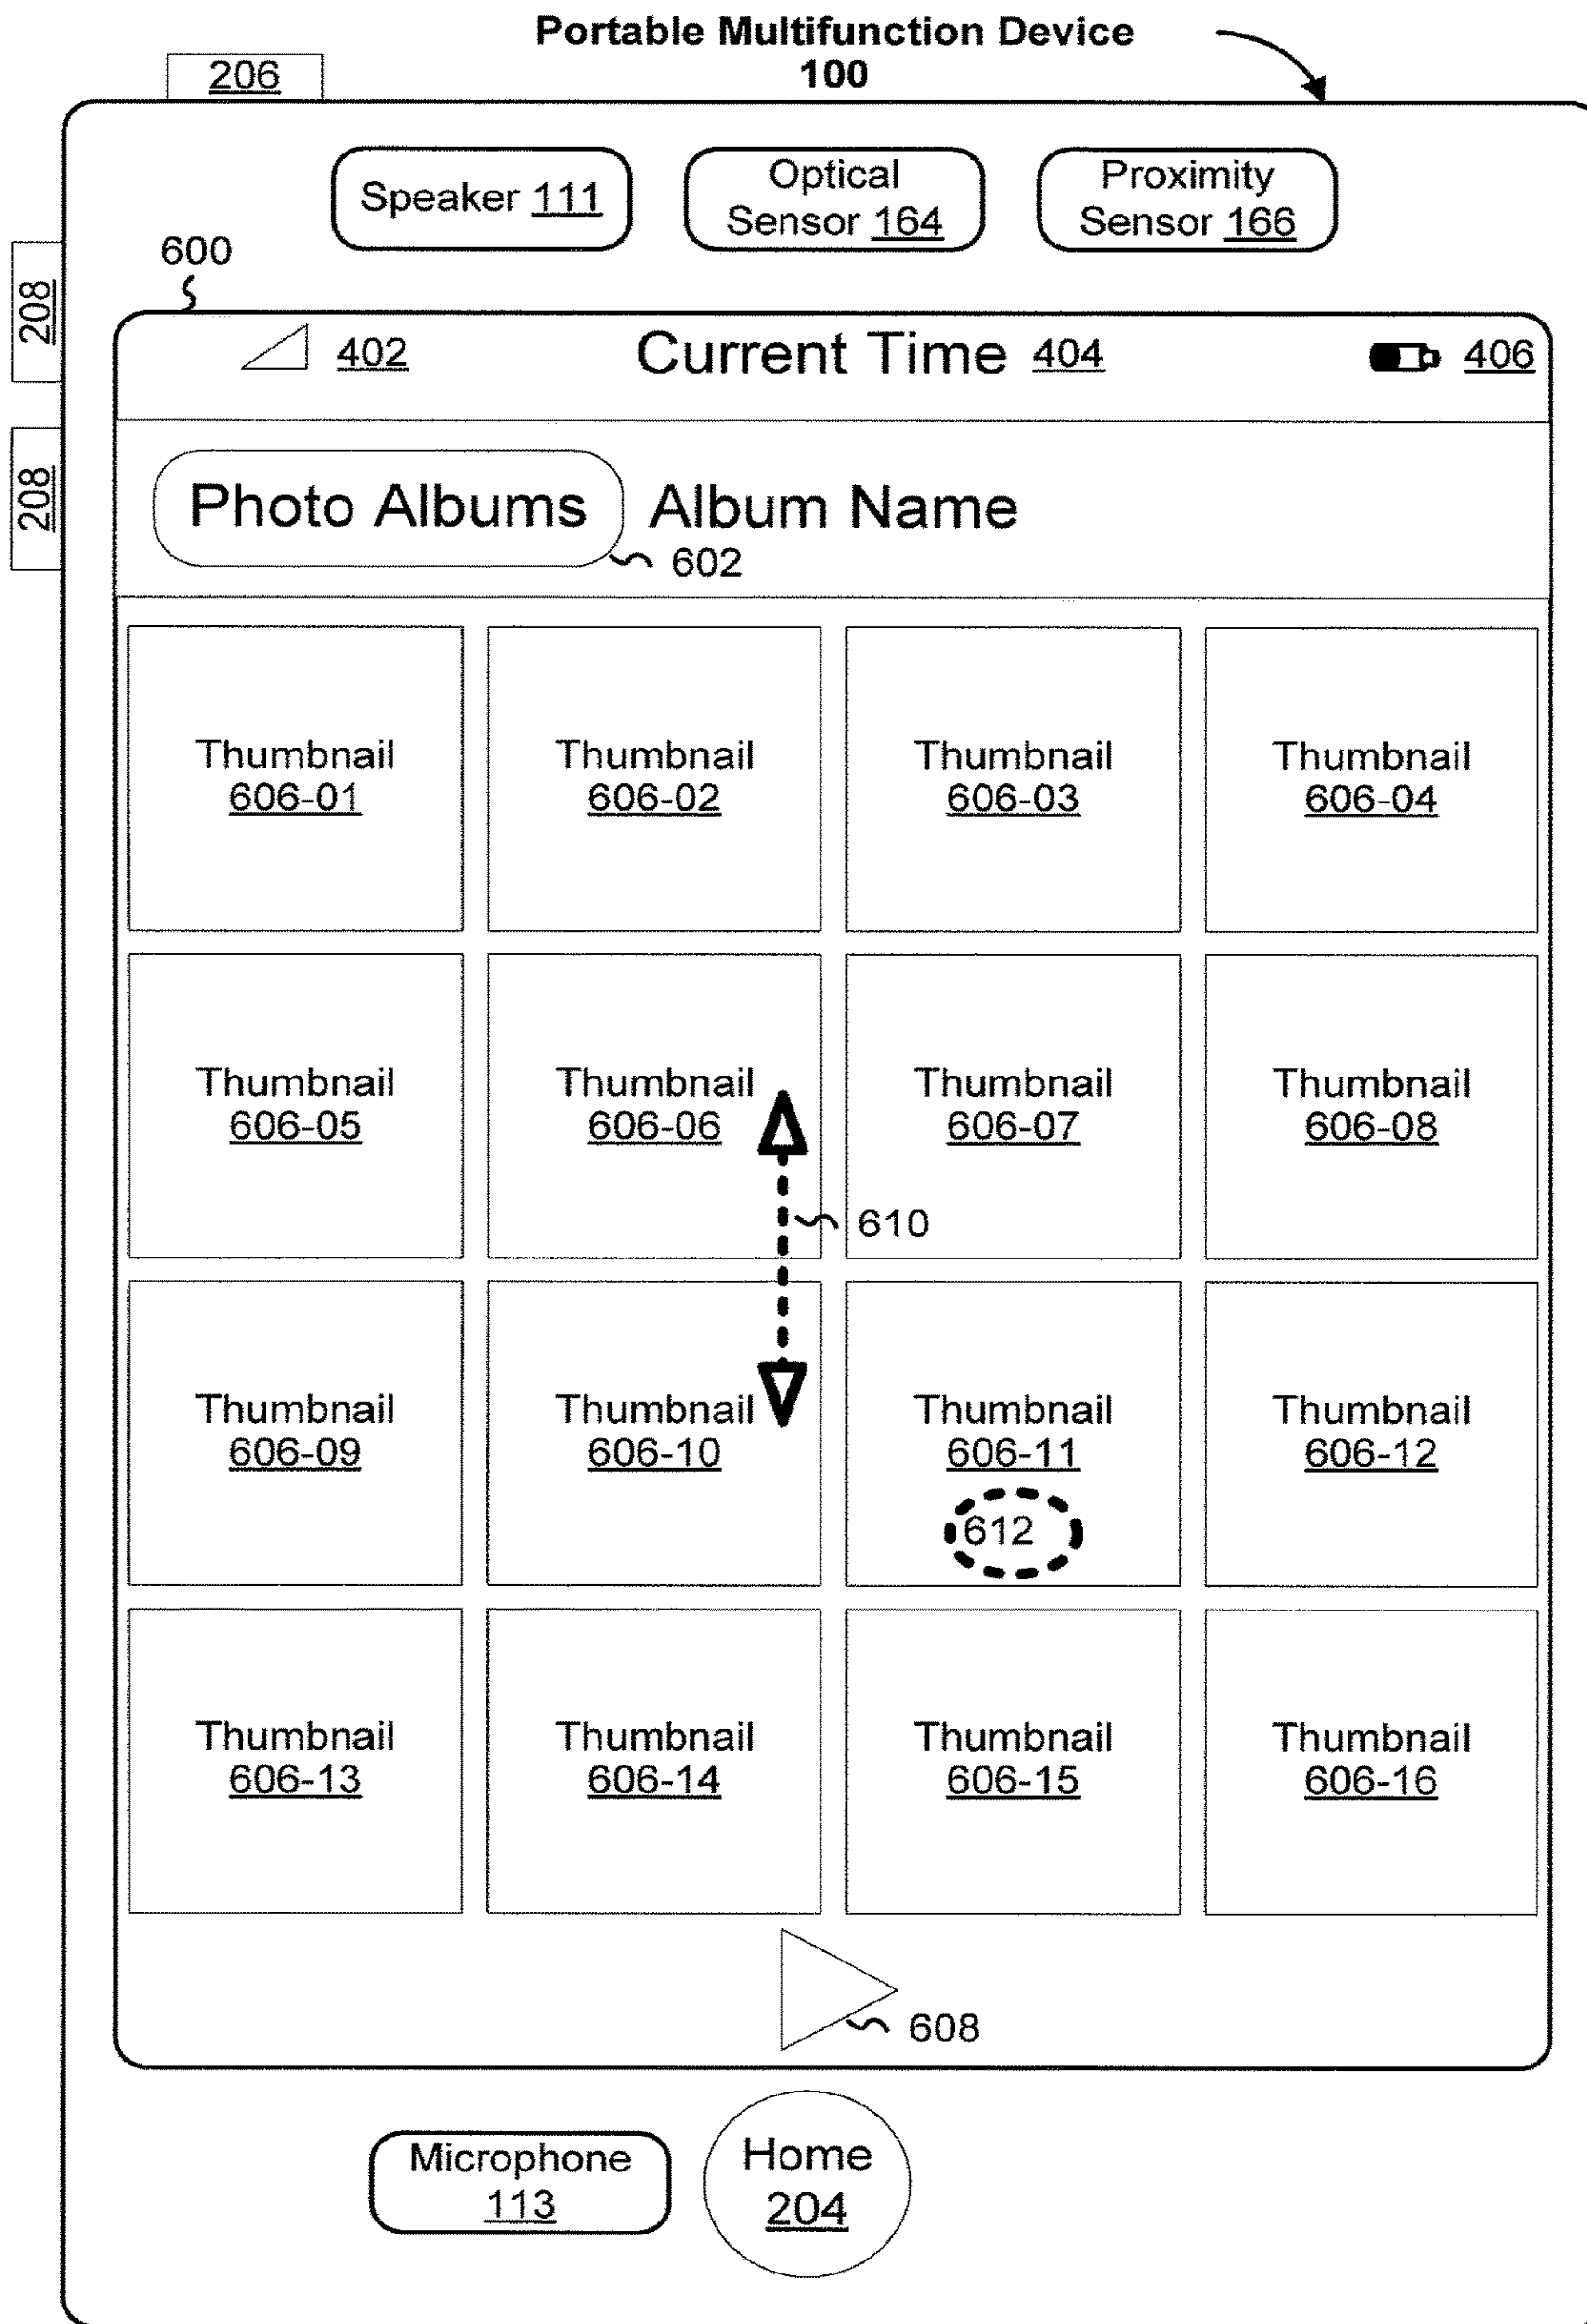 Portable Multifunction Device
100
206
Speaker 111
Optical
Sensor 164
Proximity
Sensor 166
600
208
402
Current Time 404
406
208
Photo Albums
Album Name
602
Thumbnail
606-01
Thumbnail
606-02
Thumbnail
606-03
Thumbnail
606-04
Thumbnail
606-05
Thumbnail
606-06
Thumbnail
606-07
Thumbnail
606-08
610
Thumbnail
606-09
Thumbnail
606-10
Thumbnail
606-11
Thumbnail
606-12
612
Thumbnail
606-13
Thumbnail
606-14
Thumbnail
606-15
Thumbnail
606-16
608
Microphone
113
Home
204